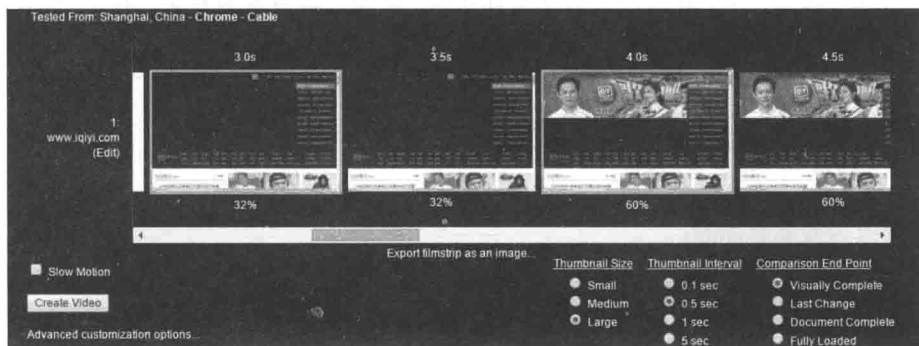 Tested From: Shanghai, China - Chrome - Cable
3.0s 3.5s 4.0s 4.5s
1:
www.iqiyi.com
(Edit)
32% 32% 60% 60%
Export filmstrip as an image...
Slow Motion
Create Video
Advanced customization options...
Thumbnail Size
Small
Medium
Large
Thumbnail Interval
0.1 sec
0.5 sec
1 sec
5 sec
Comparison End Point
Visually Complete
Last Change
Document Complete
Fully Loaded